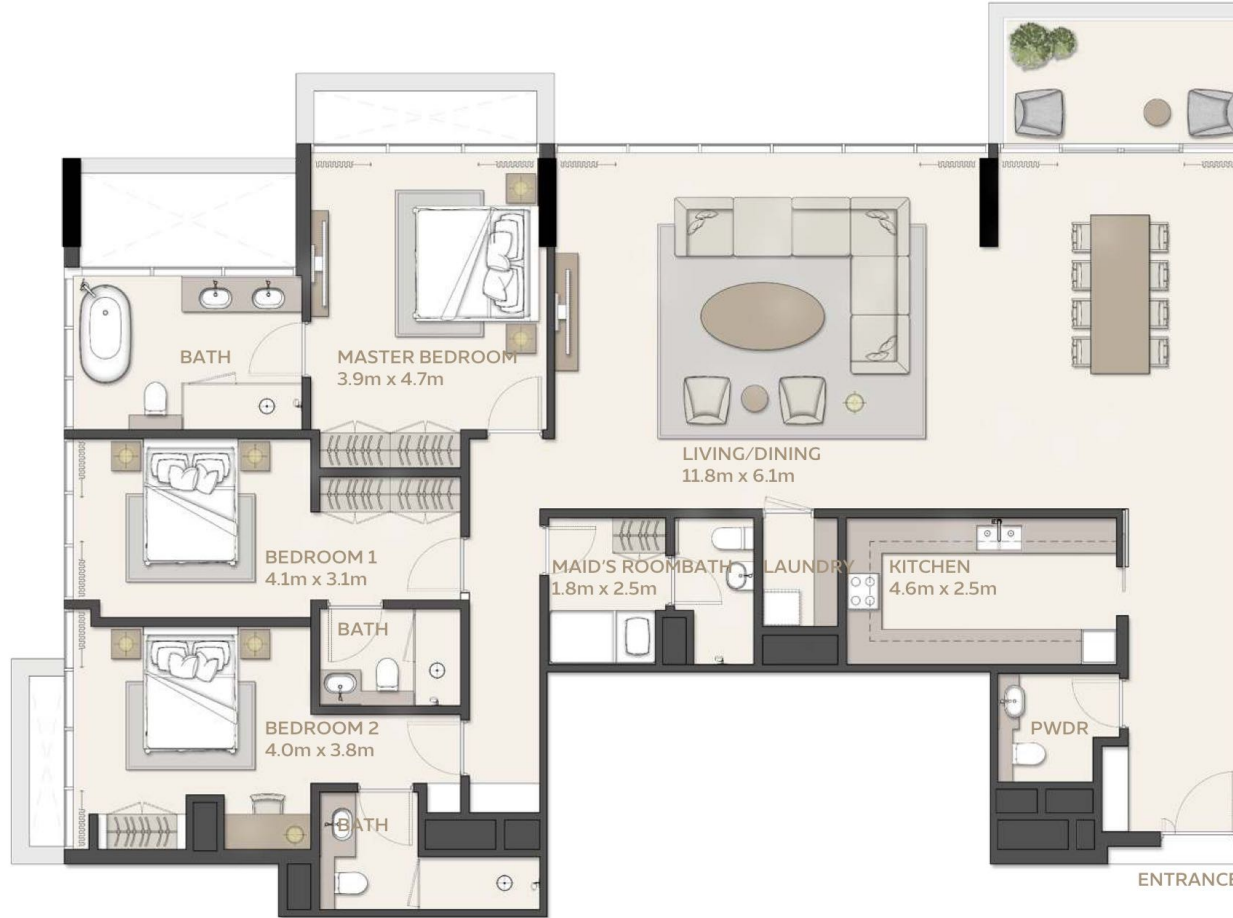 BATH
MASTER BEDROOM
3.9m x 4.7m
LIVING/DINING
11.8m x 6.1m
BEDROOM 1
4.1m x 3.1m
MAID'S ROOM
1.8m x 2.5m
BATH
LAUNDRY
KITCHEN
4.6m x 2.5m
BATH
BEDROOM 2
4.0m x 3.8m
PWDR
BATH
ENTRANCE